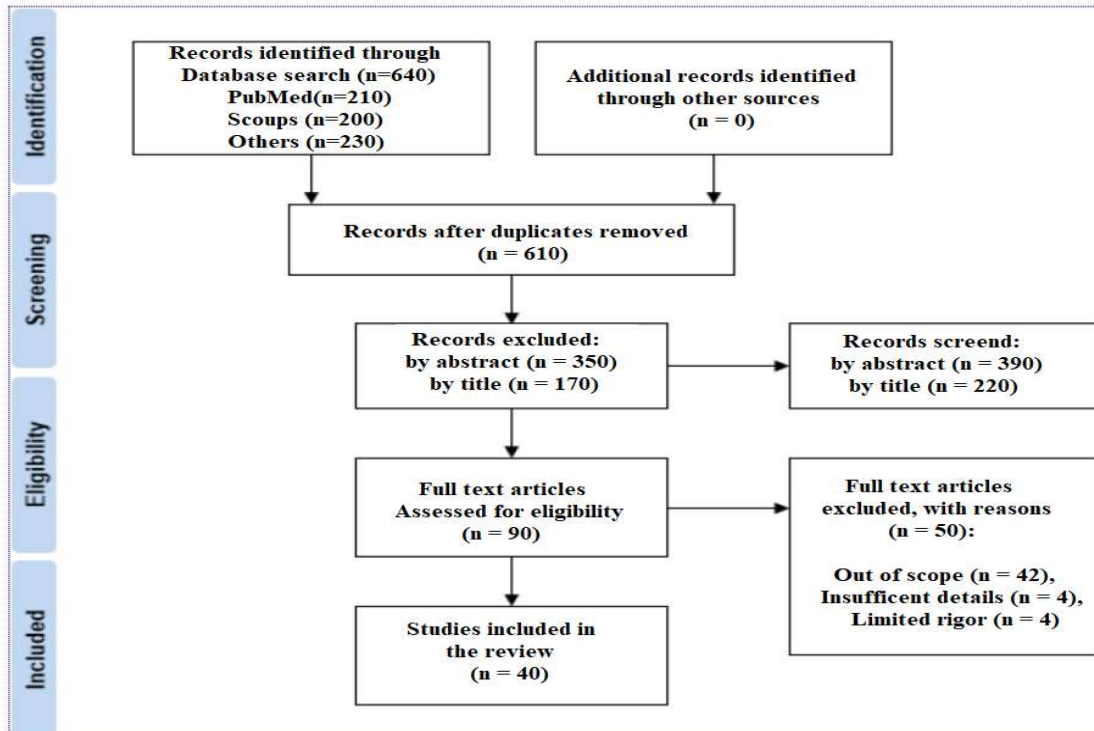 Identification
Records identified through
Database search (n=640)
PubMed(n=210)
Scoups (n=200)
Others (n=230)
Additional records identified
through other sources
(n = 0)
Screening
Records after duplicates removed
(n = 610)
Records excluded:
by abstract (n = 350)
by title (n = 170)
Records screend:
by abstract (n = 390)
by title (n = 220)
Eligibility
Full text articles
Assessed for eligibility
(n = 90)
Full text articles
excluded, with reasons
(n = 50):
Out of scope (n = 42),
Insufficent details (n = 4),
Limited rigor (n = 4)
Included
Studies included in
the review
(n = 40)